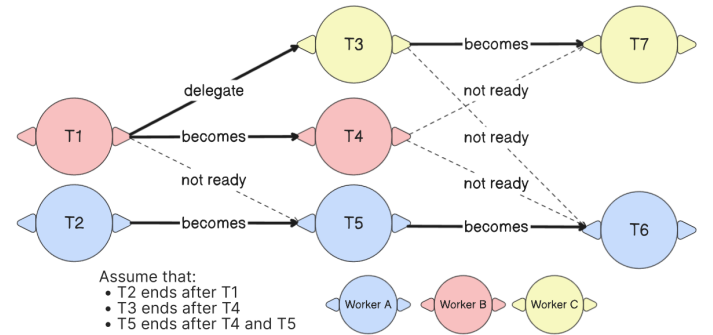 T3
becomes
T7
delegate
not ready
T1
becomes
T4
not ready
not ready
not ready
T2
becomes
T5
becomes
T6
Assume that:
• T2 ends after T1
• T3 ends after T4
• T5 ends after T4 and T5
Worker A
Worker B
Worker C